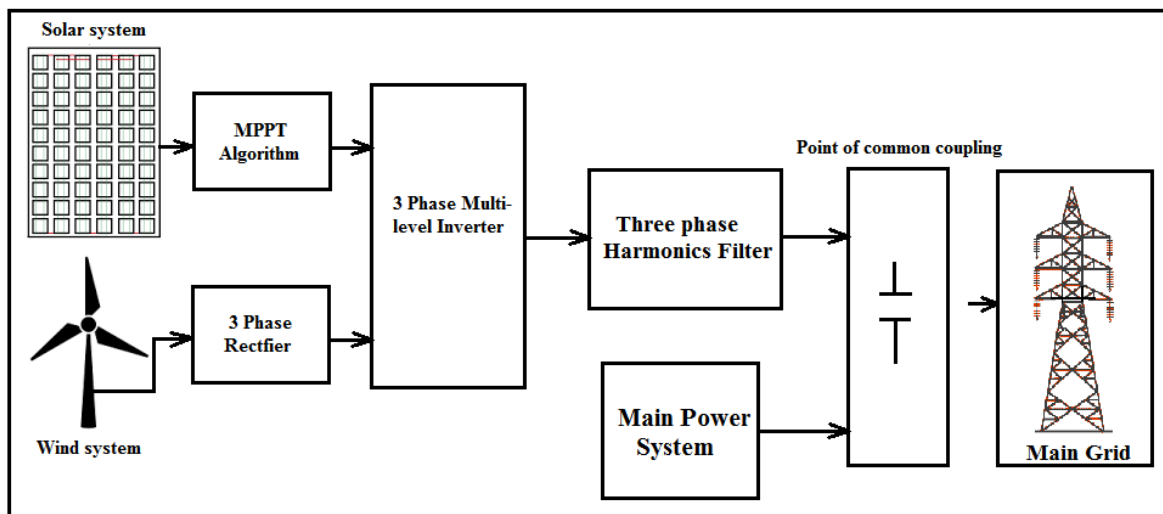 Solar system
MPPT
Algorithm
3 Phase Multi-
level Inverter
Three phase
Harmonics Filter
Point of common coupling
3 Phase
Rectfier
Wind system
Main Power
System
Main Grid